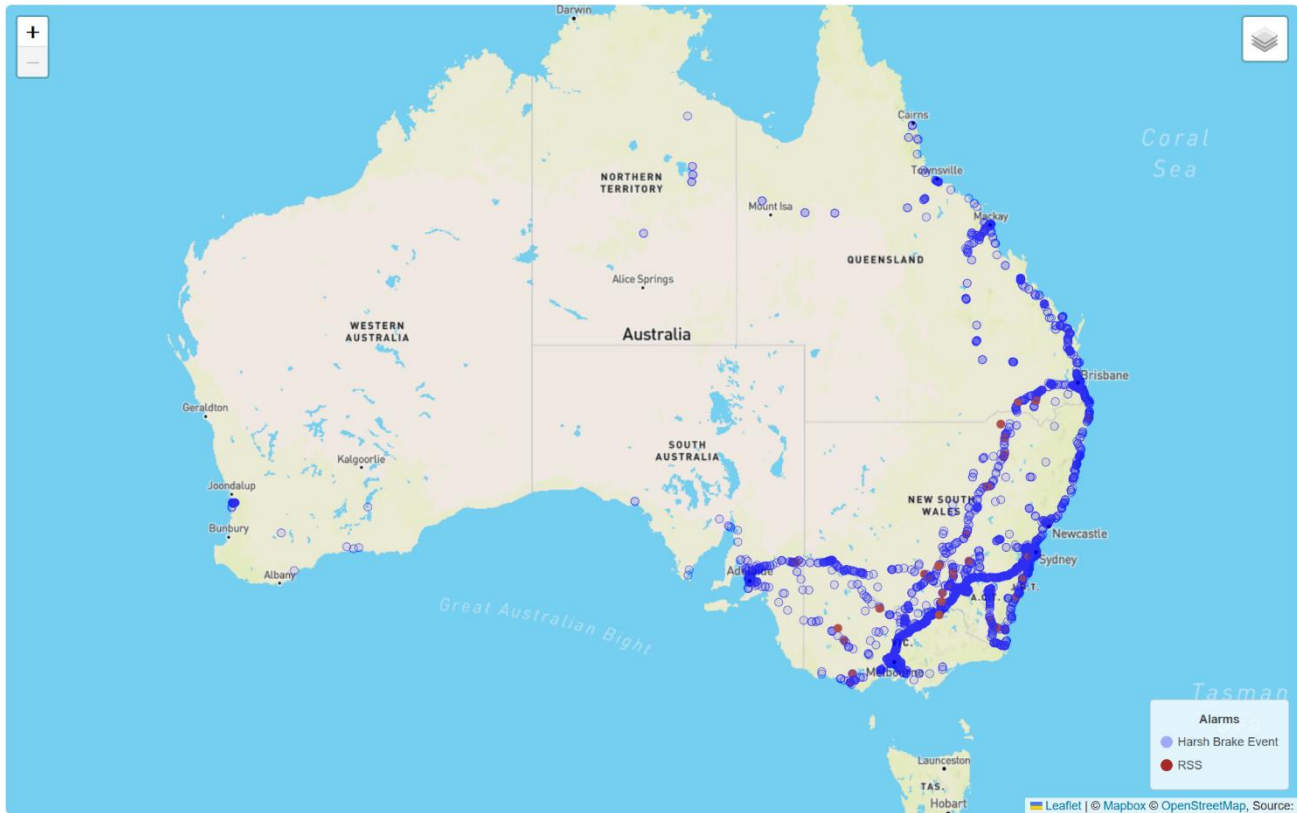 +
−
Darwin
Cairns
Coral
Sea
NORTHERN
TERRITORY
Townsville
Mount Isa
Mackay
QUEENSLAND
Alice Springs
WESTERN
AUSTRALIA
Australia
Brisbane
Geraldton
SOUTH
AUSTRALIA
Kalgoorlie
Joondalup
NEW SOUTH
WALES
Bunbury
Newcastle
Sydney
Albany
Adelaide
A.C.T.
J.B.T.
Great Australian Bight
VIC.
Melbourne
Tasman
Launceston
TAS.
Hobart
Alarms
Harsh Brake Event
RSS
Leaflet | © Mapbox © OpenStreetMap, Source: